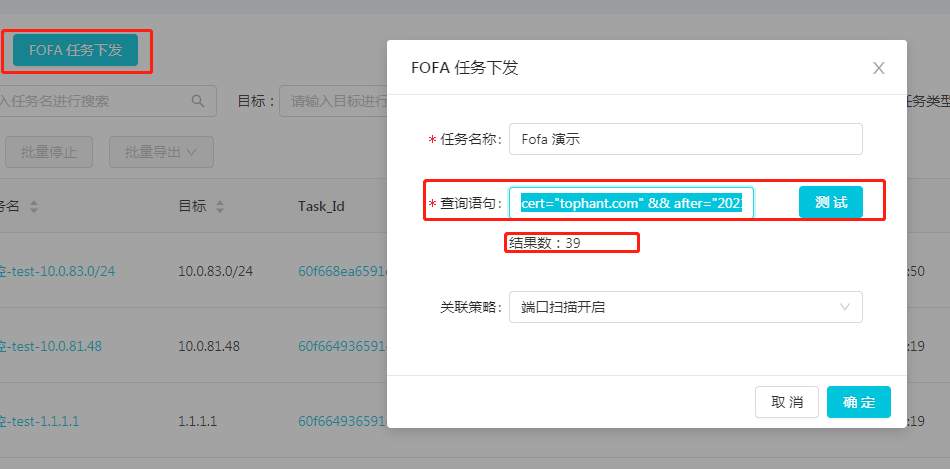 FOFA 任务下发
入任务名进行搜索
目标：
请输入目标进行
任务类型
批量停止
批量导出
务名
目标
Task_Id
控-test-10.0.83.0/24
10.0.83.0/24
60f668ea6591
:50
控-test-10.0.81.48
10.0.81.48
60f664936591
:19
控-test-1.1.1.1
1.1.1.1
60f664936591
:19
FOFA 任务下发
* 任务名称：
Fofa 演示
* 查询语句：
cert="tophant.com" && after="202
测 试
结果数：39
关联策略：
端口扫描开启
取 消
确 定